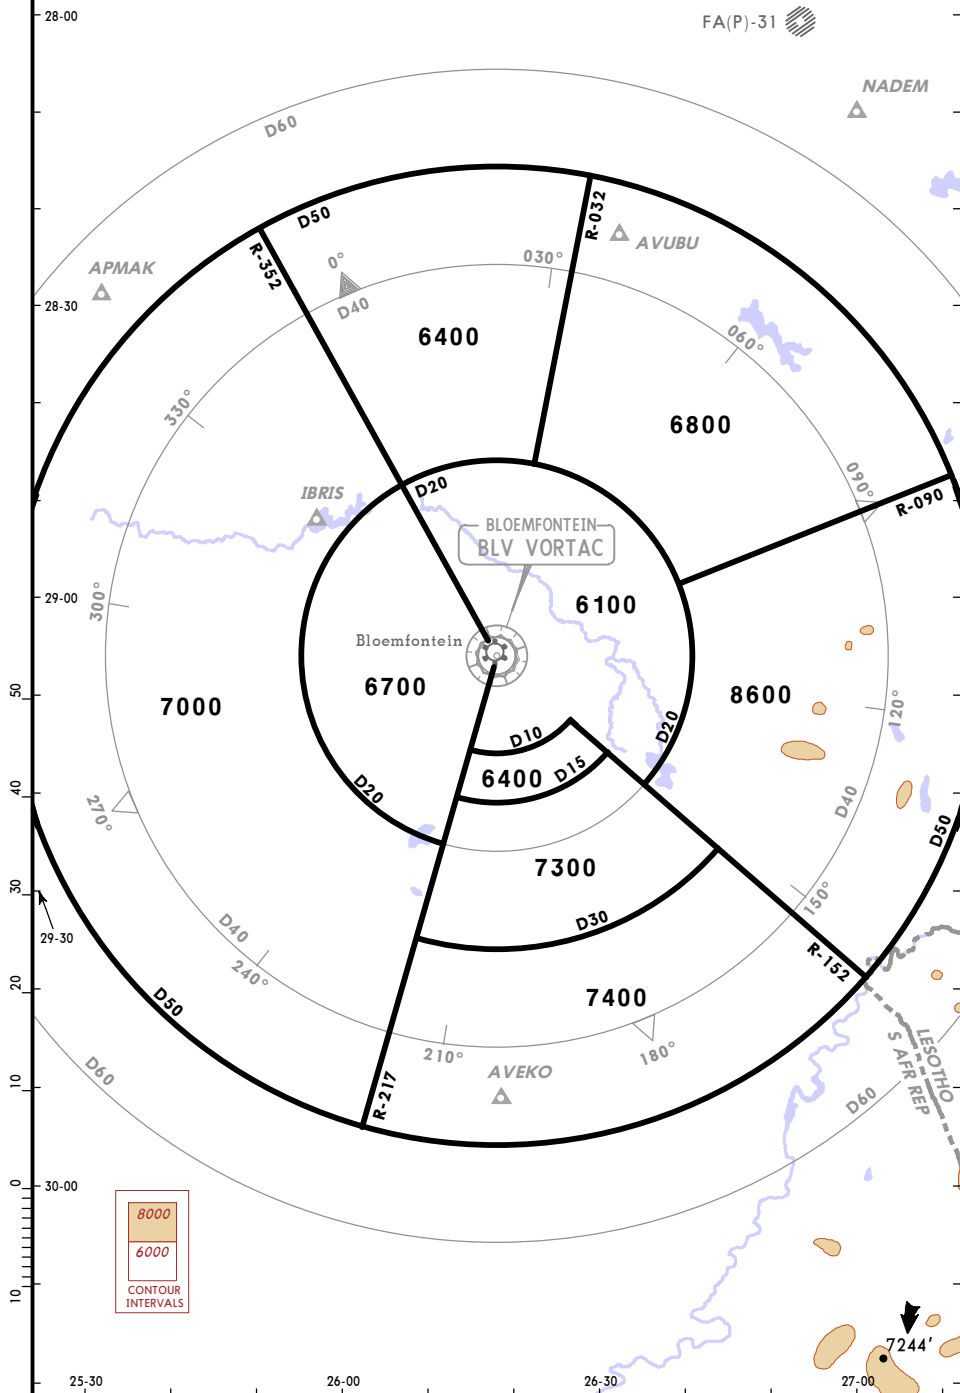 28-00
FA(P)-31
NADEM
D60
D50
R-032
AVUBU
R-352
0°
030°
APMAK
28-30
D40
6400
060°
6800
330°
090°
R-090
IBRIS
D20
BLOEMFONTEIN
BLV VORTAC
29-00
300°
6100
Bloemfontein
6700
7000
8600
50
120°
D20
D10
D15
6400
D20
40
270°
D40
D50
7300
30
150°
29-30
D40
D30
R-152
240°
20
D50
7400
210°
180°
LESOTHO
S AFR REP
D60
AVEKO
R-217
D60
10
0
30-00
8000
6000
CONTOUR
INTERVALS
10
7244'
25-30
26-00
26-30
27-00